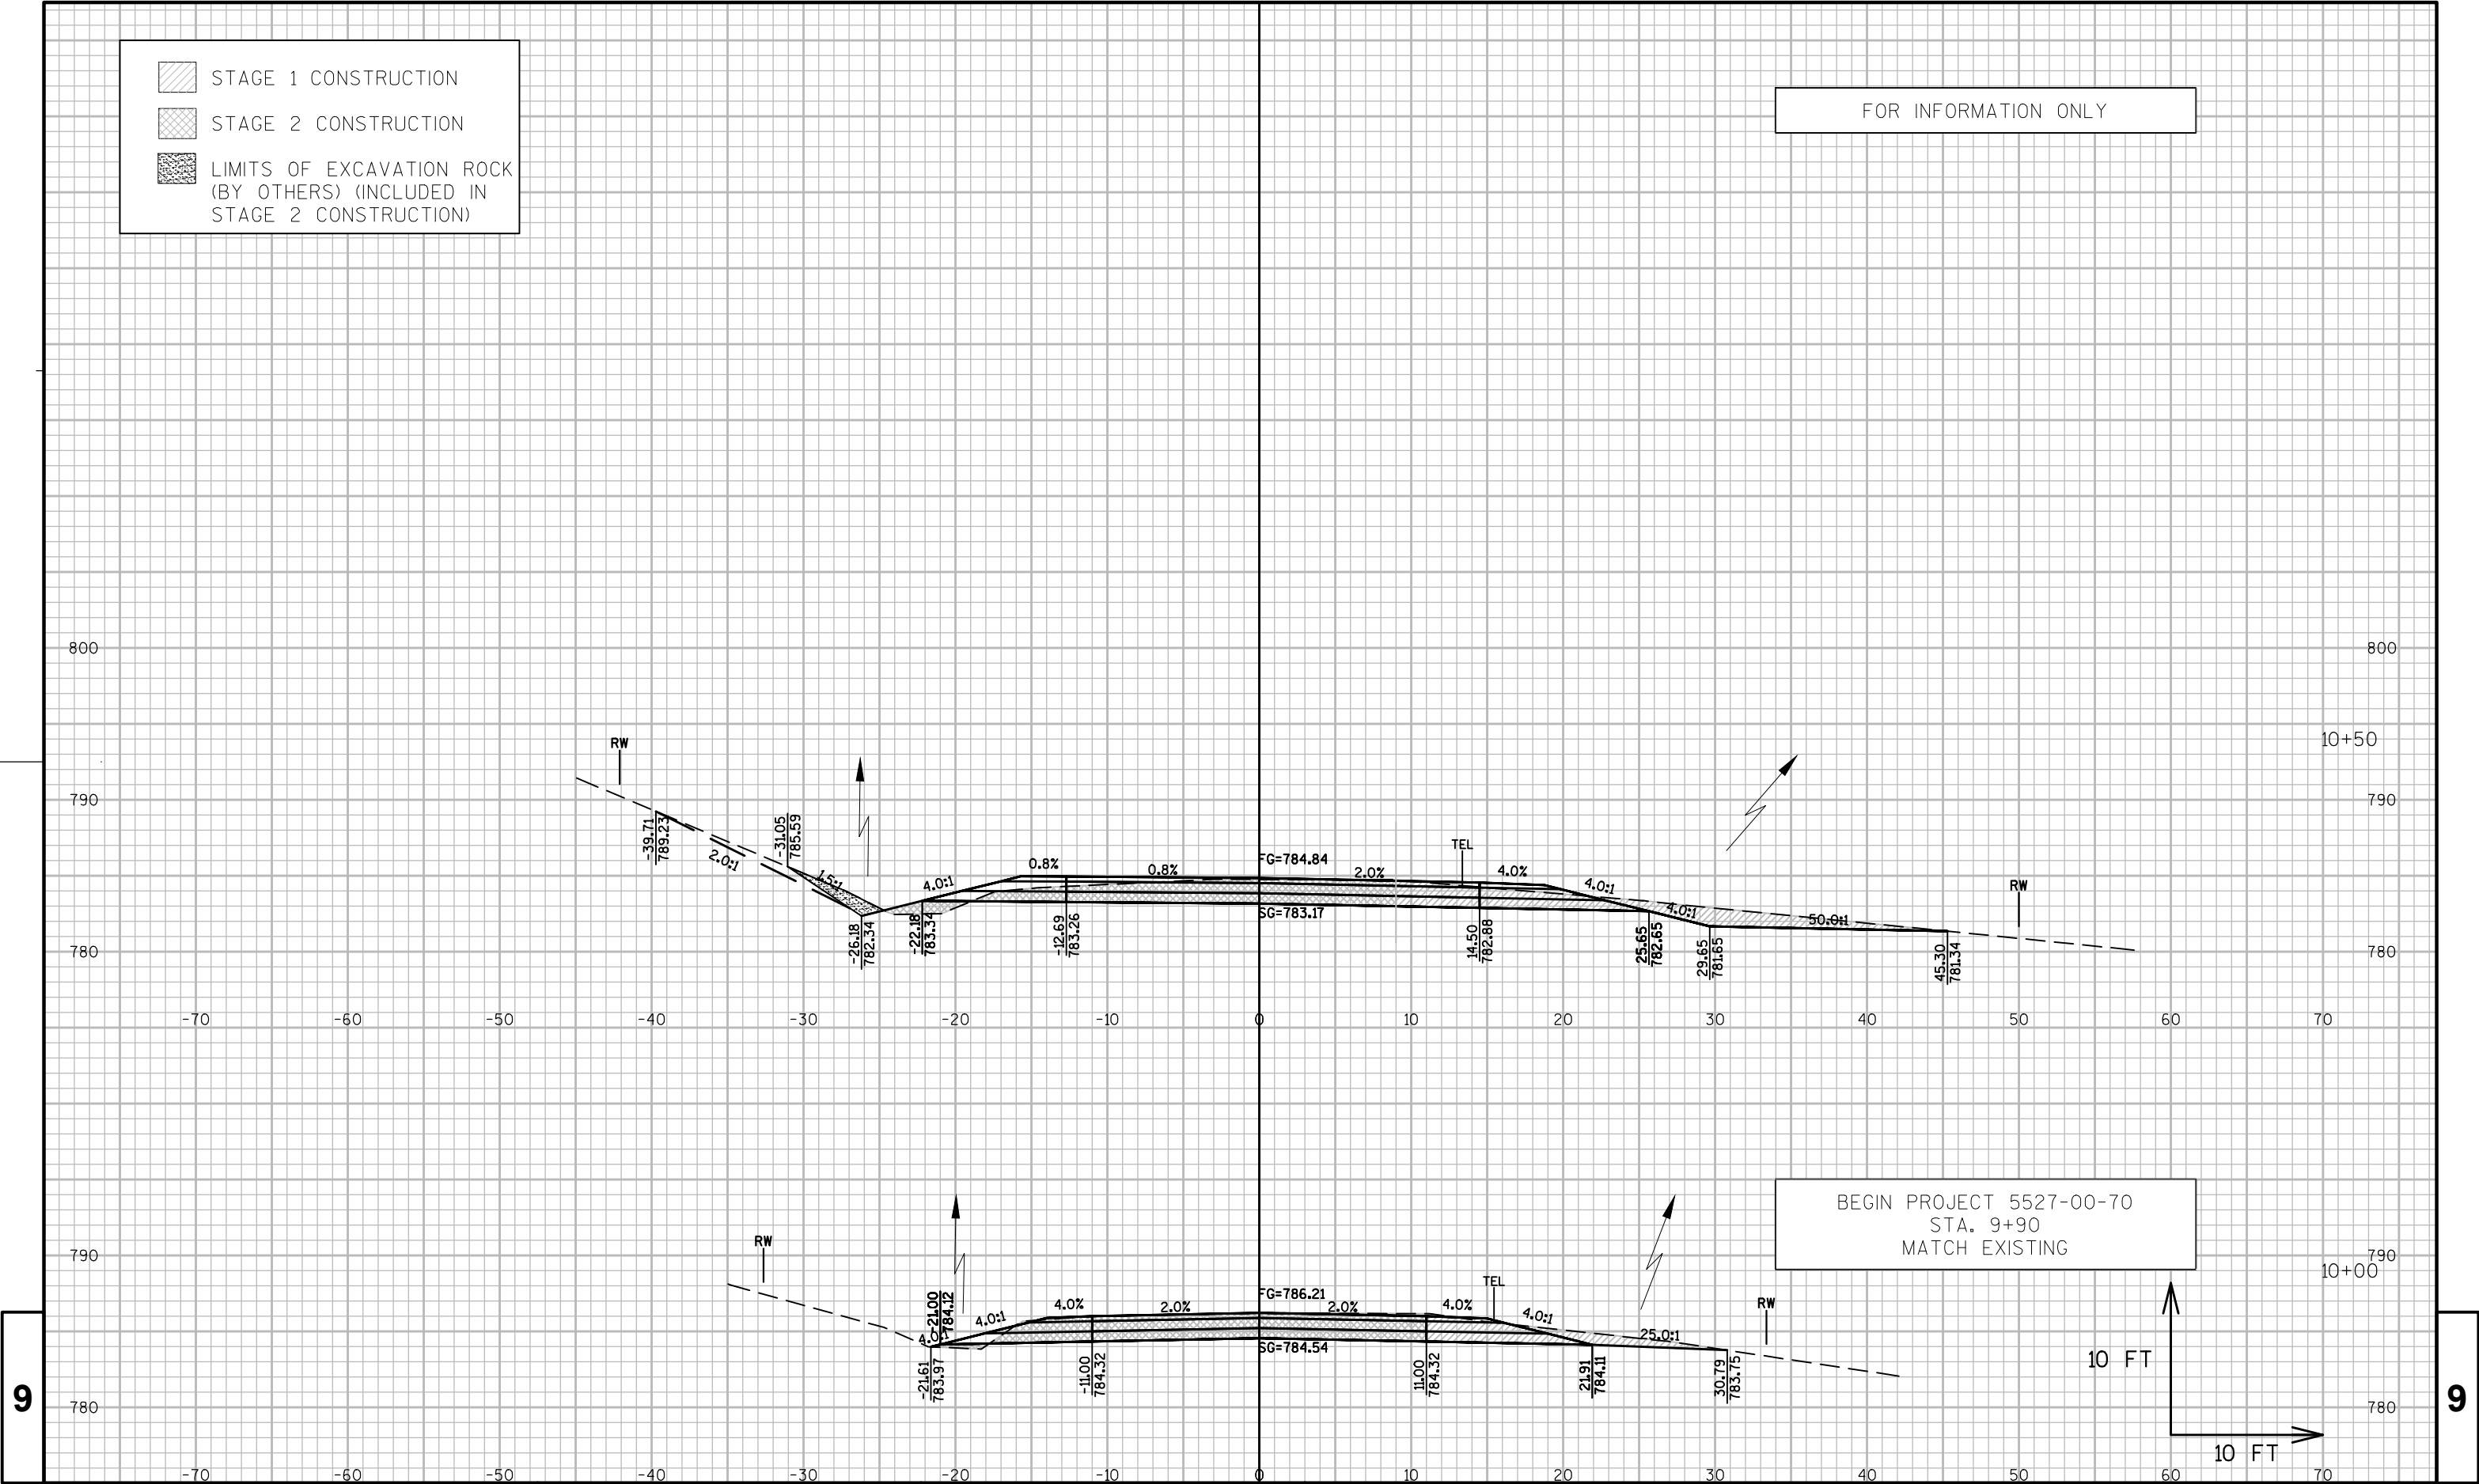 STAGE 1 CONSTRUCTION
STAGE 2 CONSTRUCTION
LIMITS OF EXCAVATION ROCK
(BY OTHERS) (INCLUDED IN
STAGE 2 CONSTRUCTION)
FOR INFORMATION ONLY
800
800
10+50
790
790
780
780
RW
-39.71
789.23
2.0:1
-31.05
785.59
1.5:1
-26.18
782.34
4.0:1
-22.18
783.34
0.8%
-12.69
783.26
0.8%
FG=784.84
SG=783.17
2.0%
TEL
14.50
782.88
4.0%
4.0:1
25.65
782.65
4.0:1
29.65
781.65
50.0:1
45.30
781.34
RW
-70 -60 -50 -40 -30 -20 -10 0 10 20 30 40 50 60 70
BEGIN PROJECT 5527-00-70
STA. 9+90
MATCH EXISTING
790
790
10+00
780
780
RW
-21.00
784.12
4.0:1
-21.61
783.97
4.0:1
4.0%
-11.00
784.32
2.0%
FG=786.21
SG=784.54
2.0%
11.00
784.32
4.0%
TEL
4.0:1
21.91
784.11
25.0:1
30.79
783.75
RW
10 FT
10 FT
9
9
-70 -60 -50 -40 -30 -20 -10 0 10 20 30 40 50 60 70